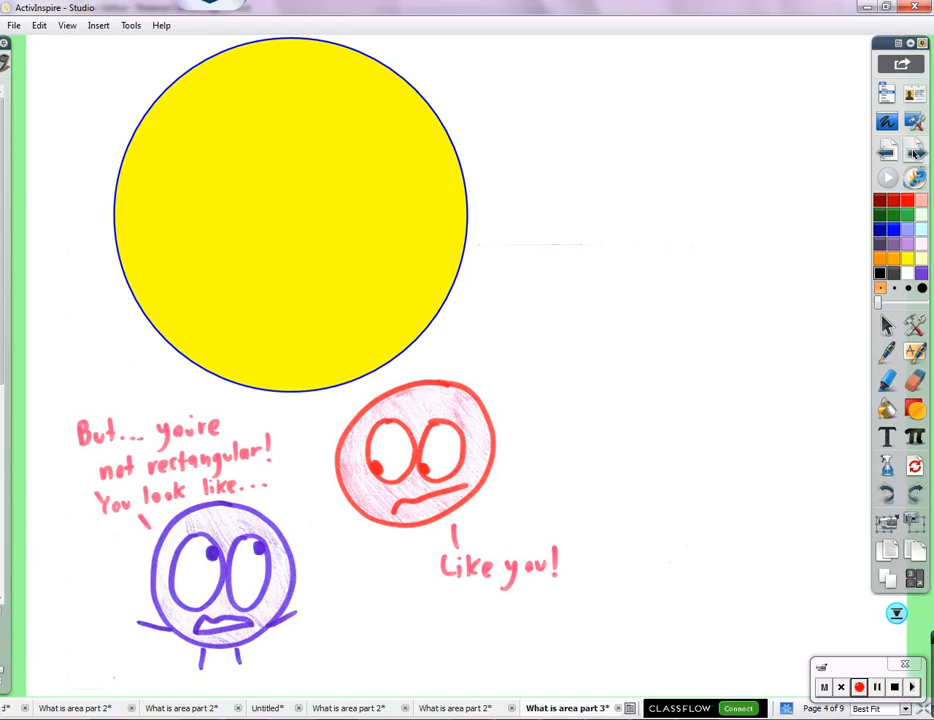 ActivInspire - Studio
File Edit View Insert Tools Help
But... you're
not rectangular!
You look like...
Like you!
T π
M
d* What is area part 2* What is area part 2* Untitled* What is area part 2* What is area part 2* What is area part 3* CLASSFLOW Connect Page 4 of 9 Best Fit